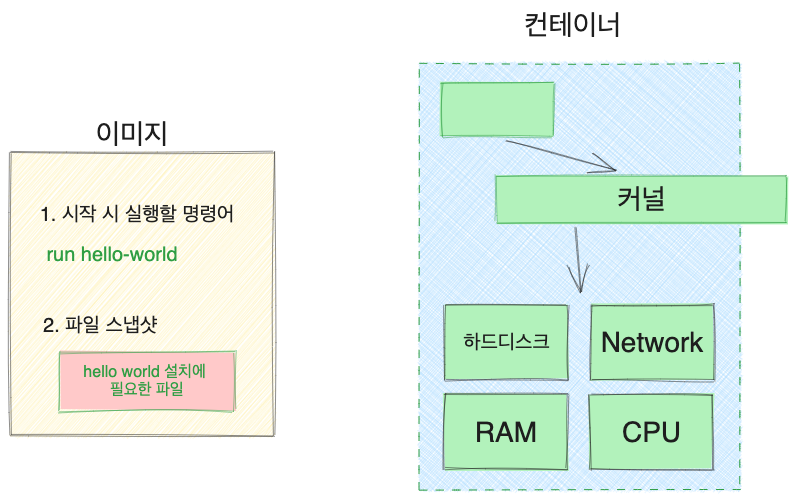 컨테이너
이미지
1. 시작 시 실행할 명령어
run hello-world
2. 파일 스냅샷
hello world 설치에
필요한 파일
커널
하드디스크
Network
RAM
CPU